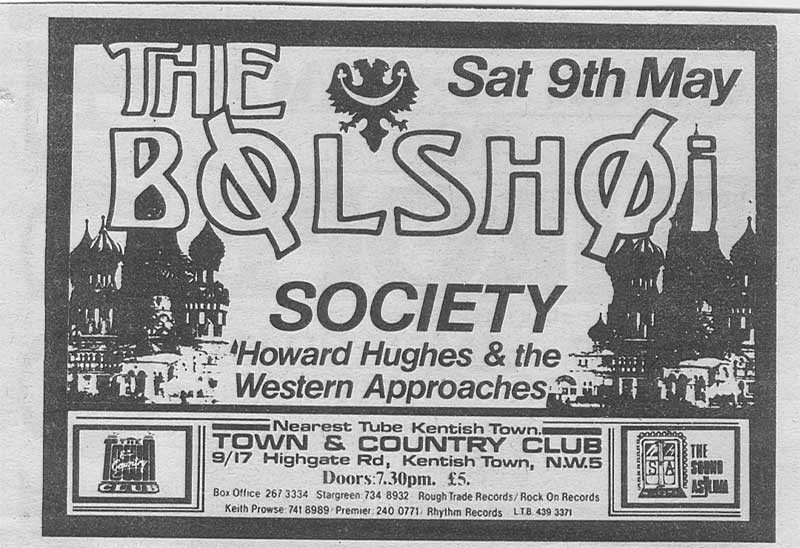 THE
BØLSHØi
Sat 9th May
SOCIETY
'Howard Hughes & the
Western Approaches
Nearest Tube Kentish Town.
TOWN & COUNTRY CLUB
9/17 Highgate Rd, Kentish Town, N.W.5
Doors:7.30pm. £5.
Box Office 267 3334 Stargreen: 734 8932 Rough Trade Records/ Rock On Records
Keith Prowse: 741 8989/ Premier: 240 0771/ Rhythm Records L.T.B. 439 3371
Country
CLUB
THE
SOUND
ASYLUM